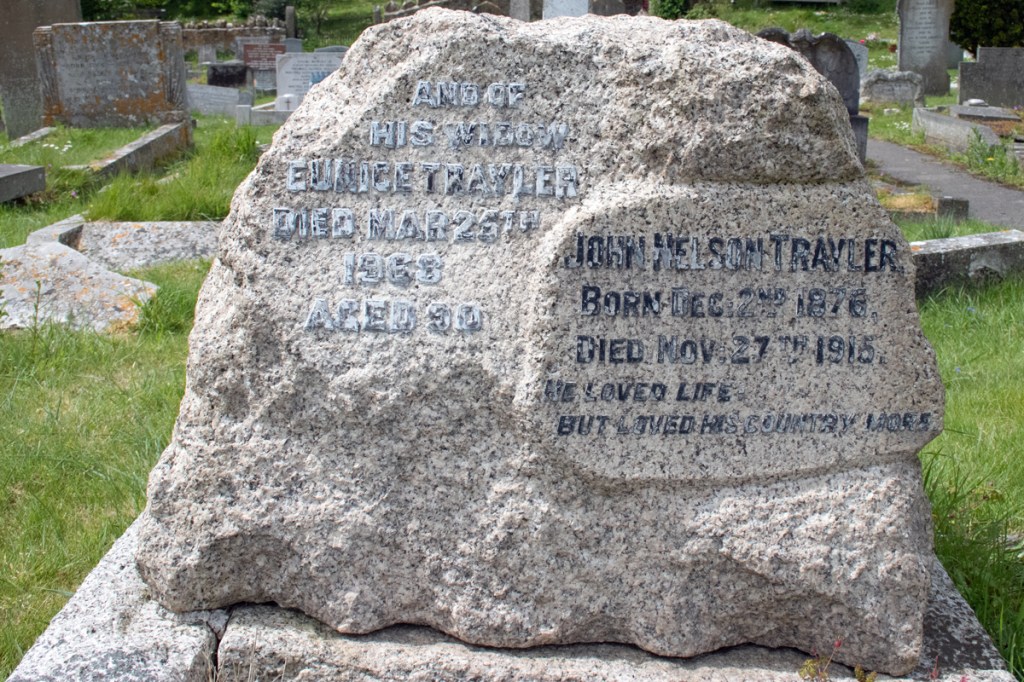 AND OF
HIS WIDOW
EUNICE TRAYLER
DIED MAR 25TH
1968
AGED 90
JOHN NELSON TRAYLER.
BORN DEC: 2ND 1876.
DIED NOV: 27TH 1915.
HE LOVED LIFE
BUT LOVED HIS COUNTRY MORE.